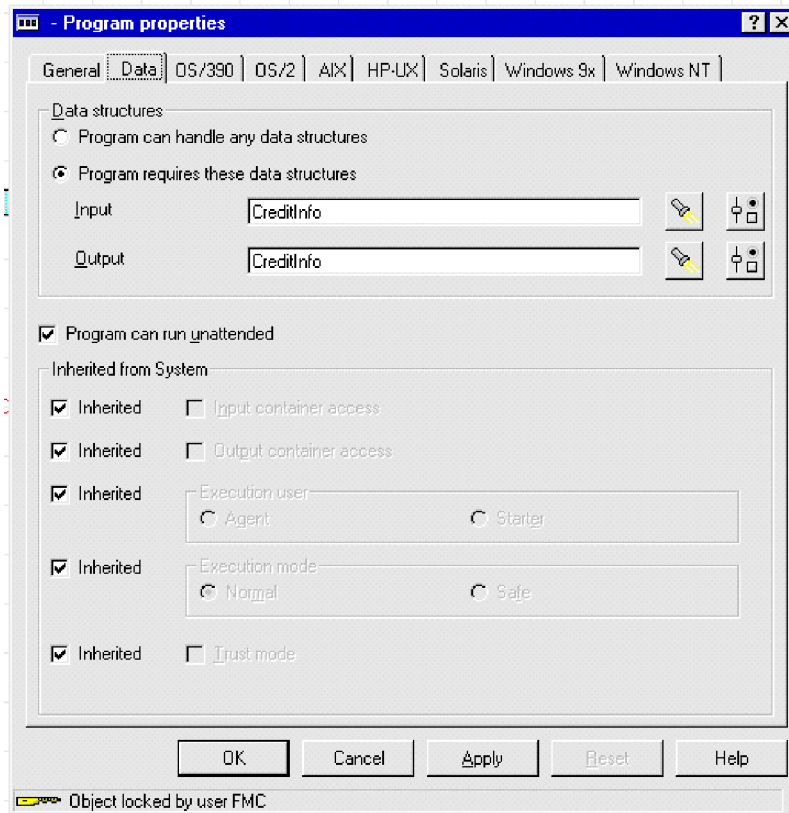 - Program properties
General Data OS/390 OS/2 AIX HP-UX Solaris Windows 9x Windows NT
Data structures
Program can handle any data structures
Program requires these data structures
Input CreditInfo
Output CreditInfo
Program can run unattended
Inherited from System
Inherited Input container access
Inherited Output container access
Inherited Execution user
Agent Starter
Inherited Execution mode
Normal Safe
Inherited Trust mode
OK Cancel Apply Reset Help
Object locked by user FMC